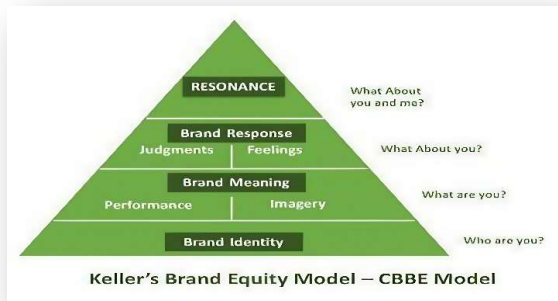 RESONANCE
What About
you and me?
Brand Response
Judgments Feelings
What About you?
Brand Meaning
Performance Imagery
What are you?
Brand Identity
Who are you?
Keller's Brand Equity Model – CBBE Model